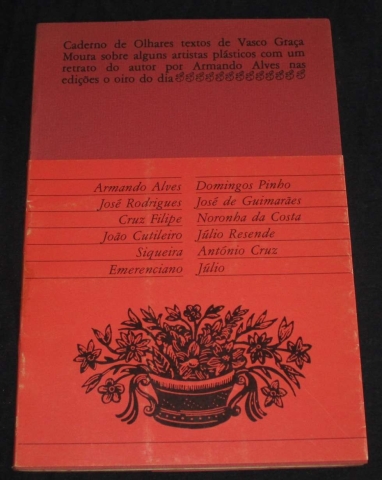 Caderno de Olhares textos de Vasco Graça
Moura sobre alguns artistas plásticos com um
retrato do autor por Armando Alves nas
edições o oiro do dia
Armando Alves Domingos Pinho
José Rodrigues José de Guimarães
Cruz Filipe Noronha da Costa
João Cutileiro Júlio Resende
Siqueira António Cruz
Emerenciano Júlio